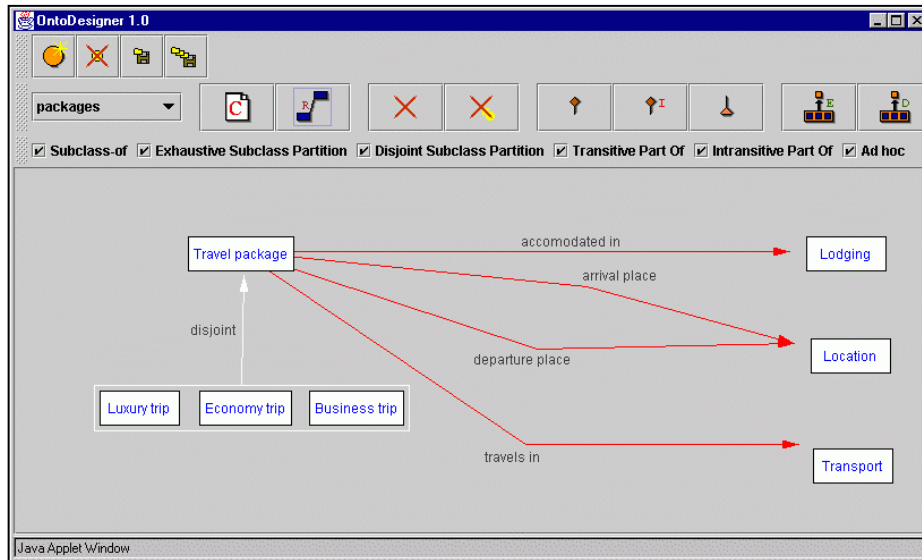 OntoDesigner 1.0
packages
C
R
I
E
D
Subclass-of Exhaustive Subclass Partition Disjoint Subclass Partition Transitive Part Of Intransitive Part Of Ad hoc
accomodated in
Travel package
Lodging
arrival place
disjoint
departure place
Location
Luxury trip Economy trip Business trip
travels in
Transport
Java Applet Window